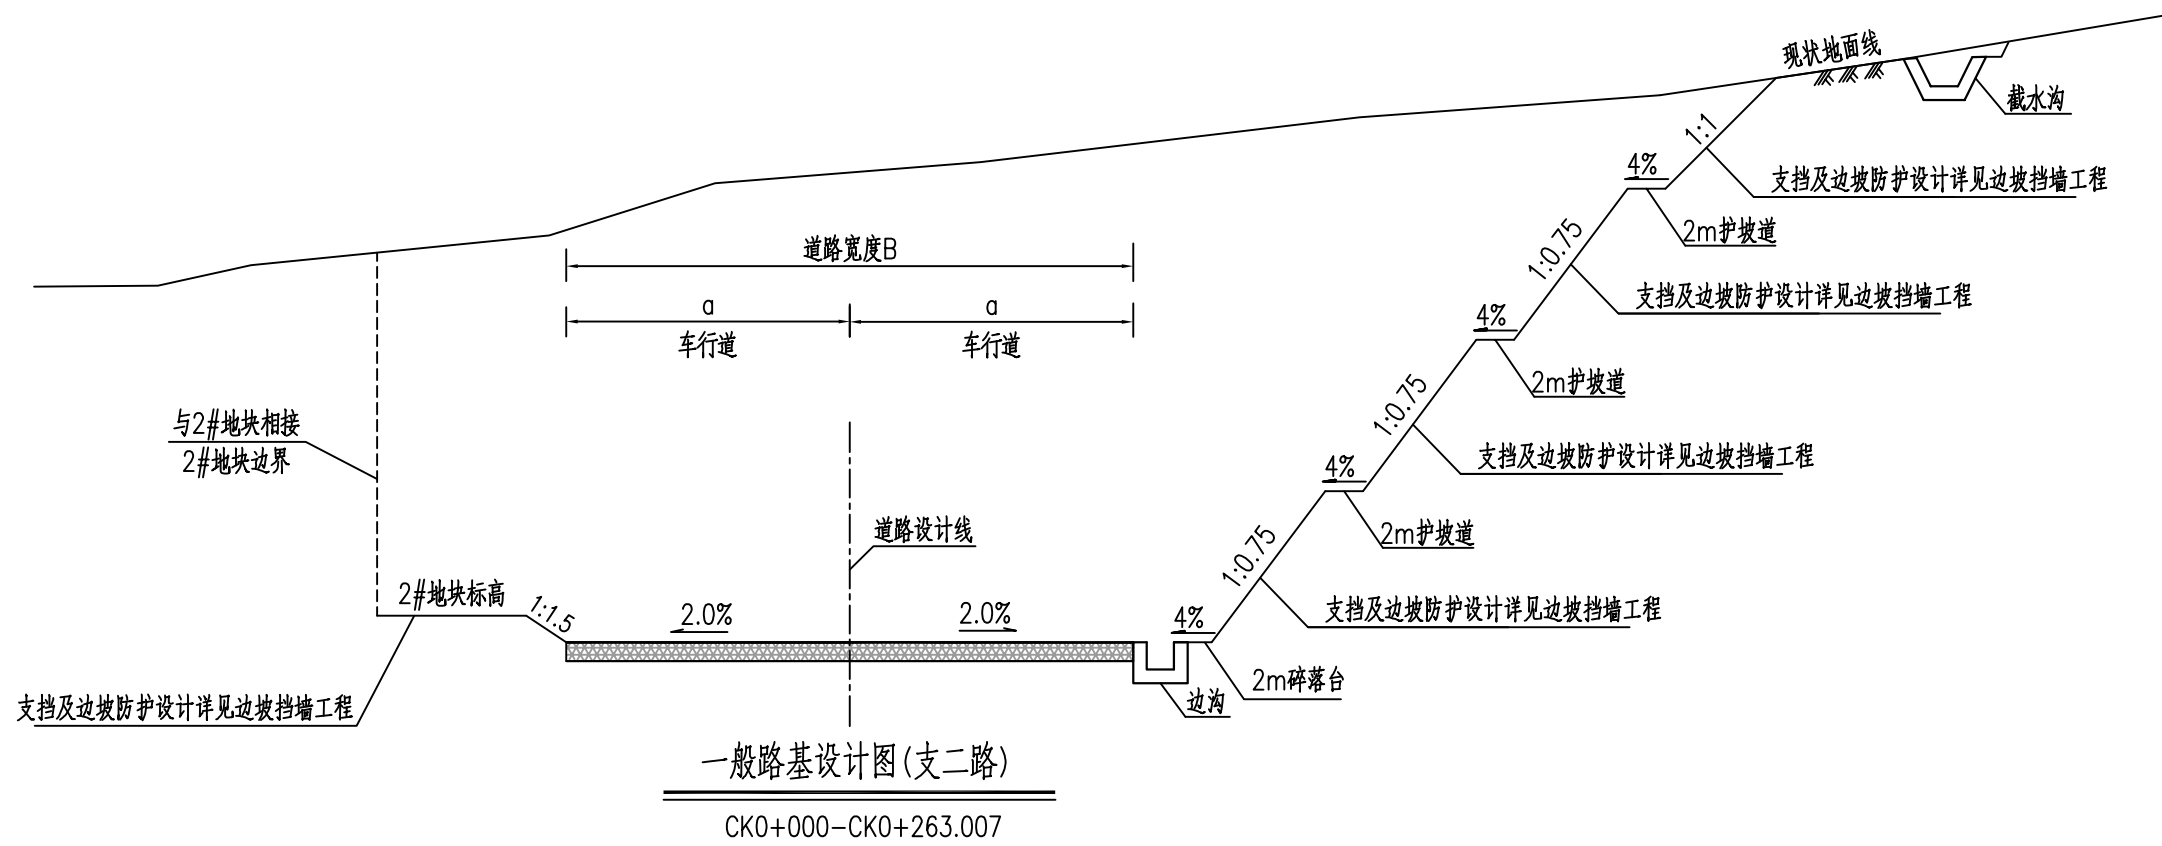 现状地面线
截水沟
1:1
4%
支挡及边坡防护设计详见边坡挡墙工程
2m护坡道
1:0.75
道路宽度B
支挡及边坡防护设计详见边坡挡墙工程
a
a
4%
车行道
车行道
2m护坡道
1:0.75
与2#地块相接
2#地块边界
支挡及边坡防护设计详见边坡挡墙工程
4%
道路设计线
2m护坡道
1:0.75
2#地块标高
1:1.5
2.0%
2.0%
4%
支挡及边坡防护设计详见边坡挡墙工程
2m碎落台
边沟
支挡及边坡防护设计详见边坡挡墙工程
一般路基设计图(支二路)
CK0+000-CK0+263.007